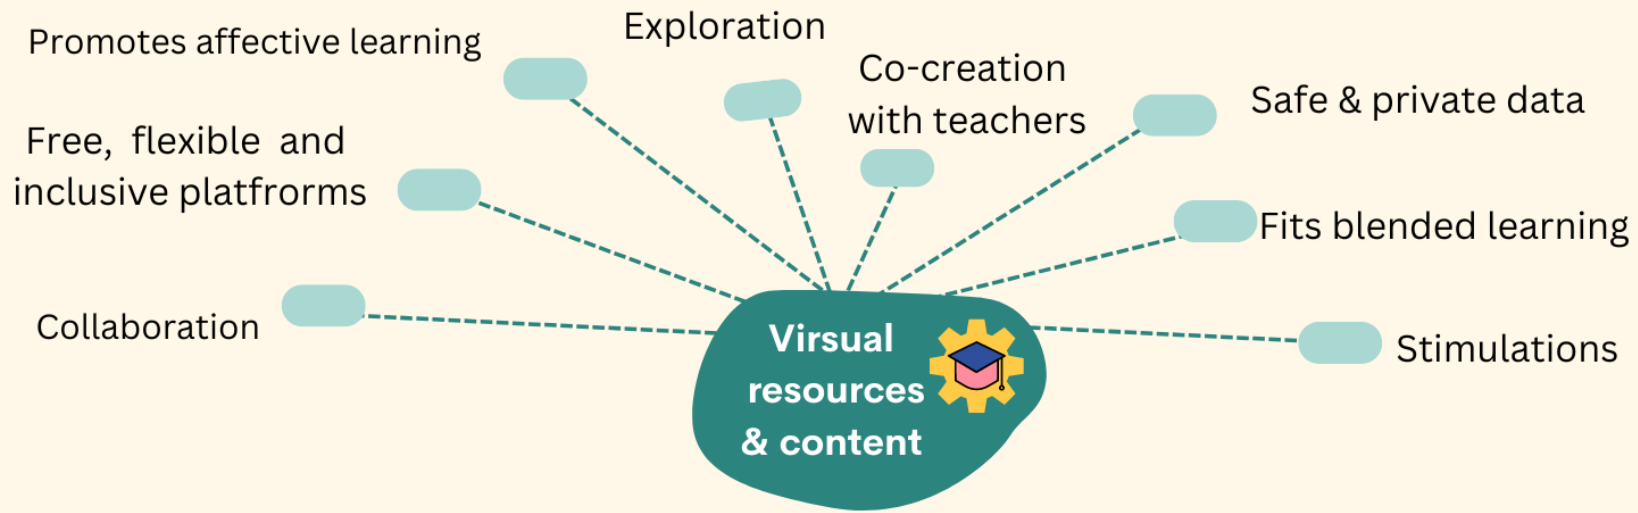 Promotes affective learning
Exploration
Co-creation
with teachers
Safe & private data
Free, flexible and
inclusive platfrorms
Fits blended learning
Collaboration
Stimulations
Virsual
resources
& content